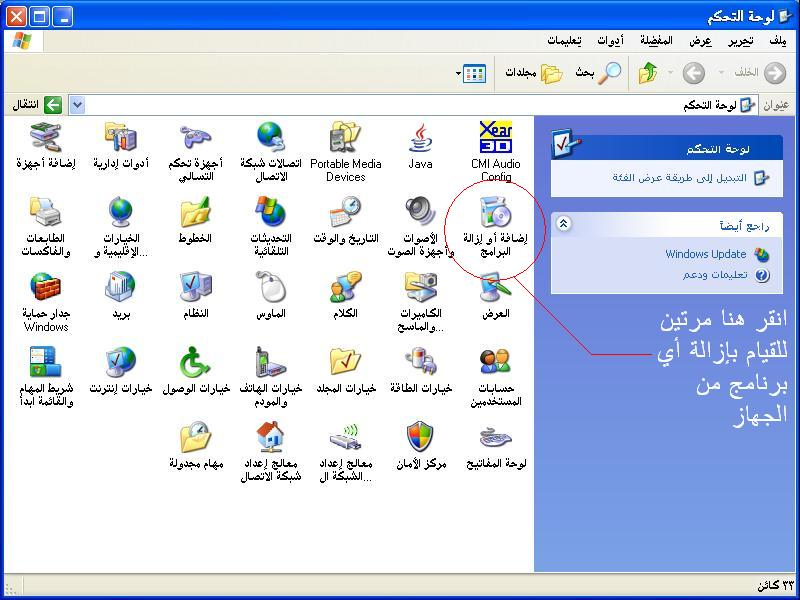 لوحة التحكم
ملف تحرير عرض المفضلة أدوات تعليمات
الخلف بحث مجلدات
عنوان لوحة التحكم انتقال
لوحة التحكم
التبديل إلى طريقة عرض الفئة
راجع أيضاً
Windows Update
تعليمات ودعم
انقر هنا مرتين
للقيام بإزالة أي
برنامج من
الجهاز
Xear
3D
CMI Audio
Config
Java
Portable Media
Devices
اتصالات شبكة
الاتصال
أجهزة تحكم
التسالي
أدوات إدارية
إضافة أجهزة
إضافة أو إزالة
البرامج
الأصوات
وأجهزة الصوت
التاريخ والوقت
التحديثات
التلقائية
الخطوط
الخيارات
الإقليمية و...
الطابعات
والفاكسات
العرض
الكاميرات
والماسح...
الكلام
الماوس
النظام
بريد
جدار حماية
Windows
حسابات
المستخدمين
خيارات الطاقة
خيارات المجلد
خيارات الهاتف
والمودم
خيارات الوصول
خيارات إنترنت
شريط المهام
والقائمة ابدأ
لوحة المفاتيح
مركز الأمان
معالج إعداد
الشبكة ال...
معالج إعداد
شبكة الاتصال
مهام مجدولة
٣٣ كائن